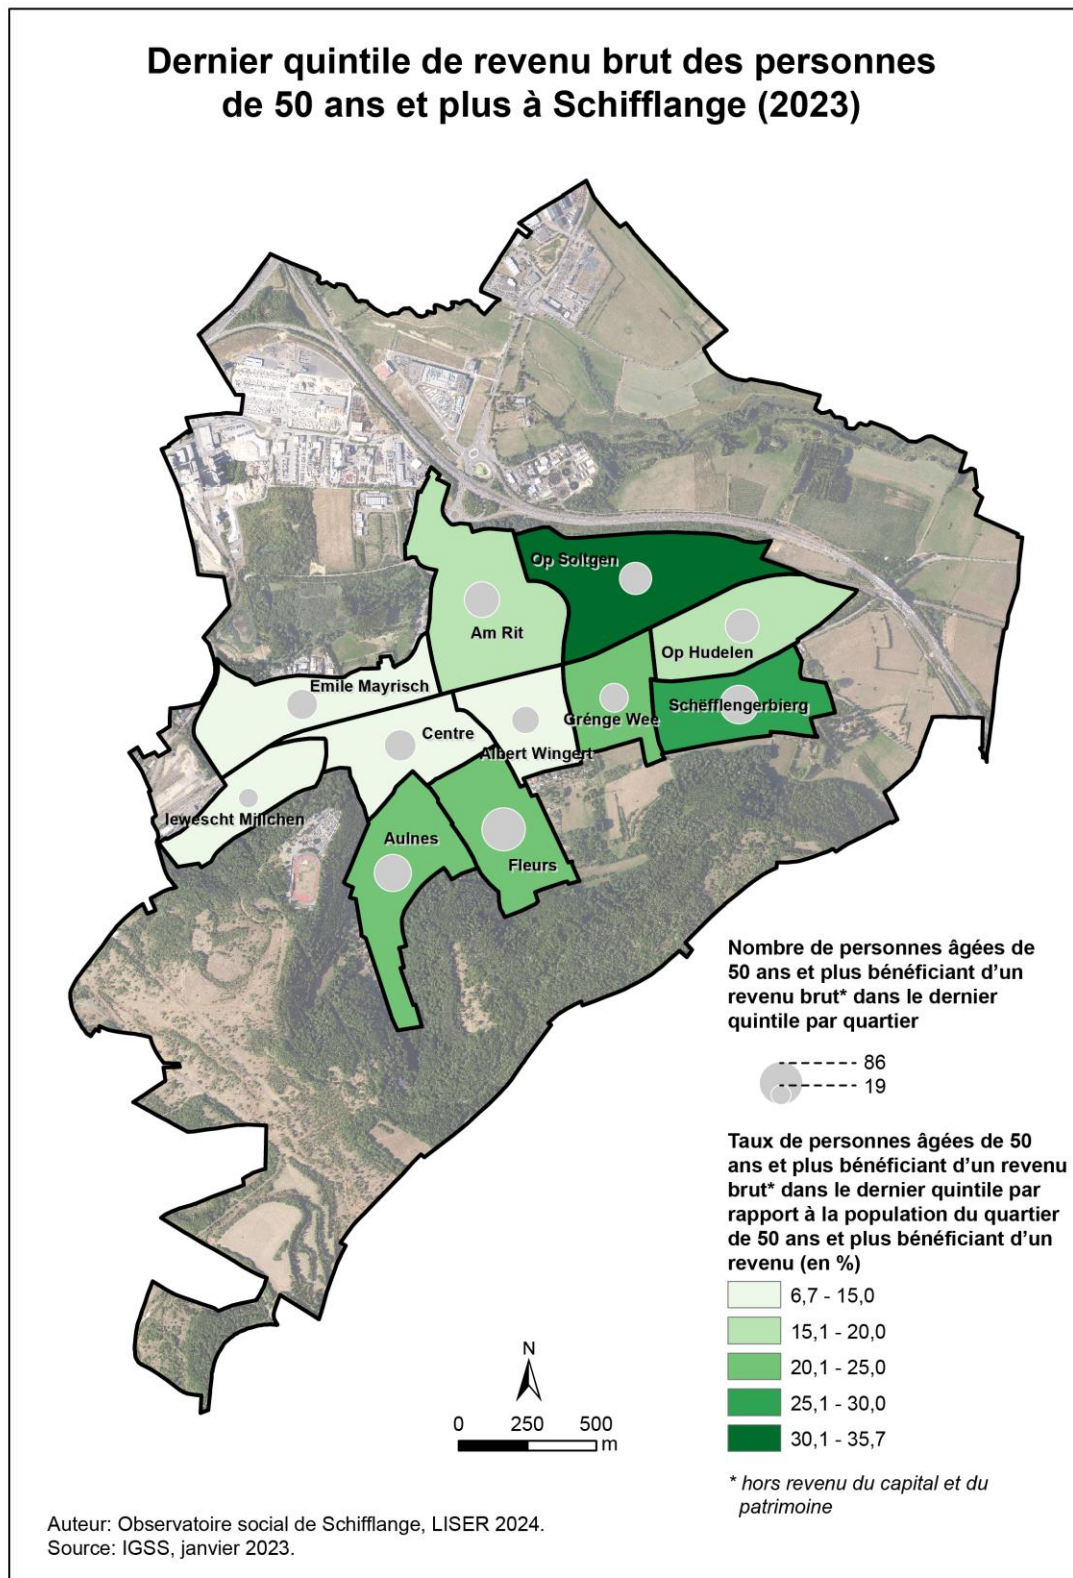 Dernier quintile de revenu brut des personnes
de 50 ans et plus à Schifflange (2023)
Op Soltgen
Am Rit
Op Hudelen
Emile Mayrisch
Schëfflengerbierg
Grénge Wee
Centre
Albert Wingert
Iewescht Millchen
Aulnes
Fleurs
Nombre de personnes âgées de
50 ans et plus bénéficiant d’un
revenu brut* dans le dernier
quintile par quartier
86
19
Taux de personnes âgées de 50
ans et plus bénéficiant d’un revenu
brut* dans le dernier quintile par
rapport à la population du quartier
de 50 ans et plus bénéficiant d’un
revenu (en %)
6,7 - 15,0
15,1 - 20,0
20,1 - 25,0
25,1 - 30,0
30,1 - 35,7
* hors revenu du capital et du
patrimoine
N
0 250 500
m
Auteur: Observatoire social de Schifflange, LISER 2024.
Source: IGSS, janvier 2023.